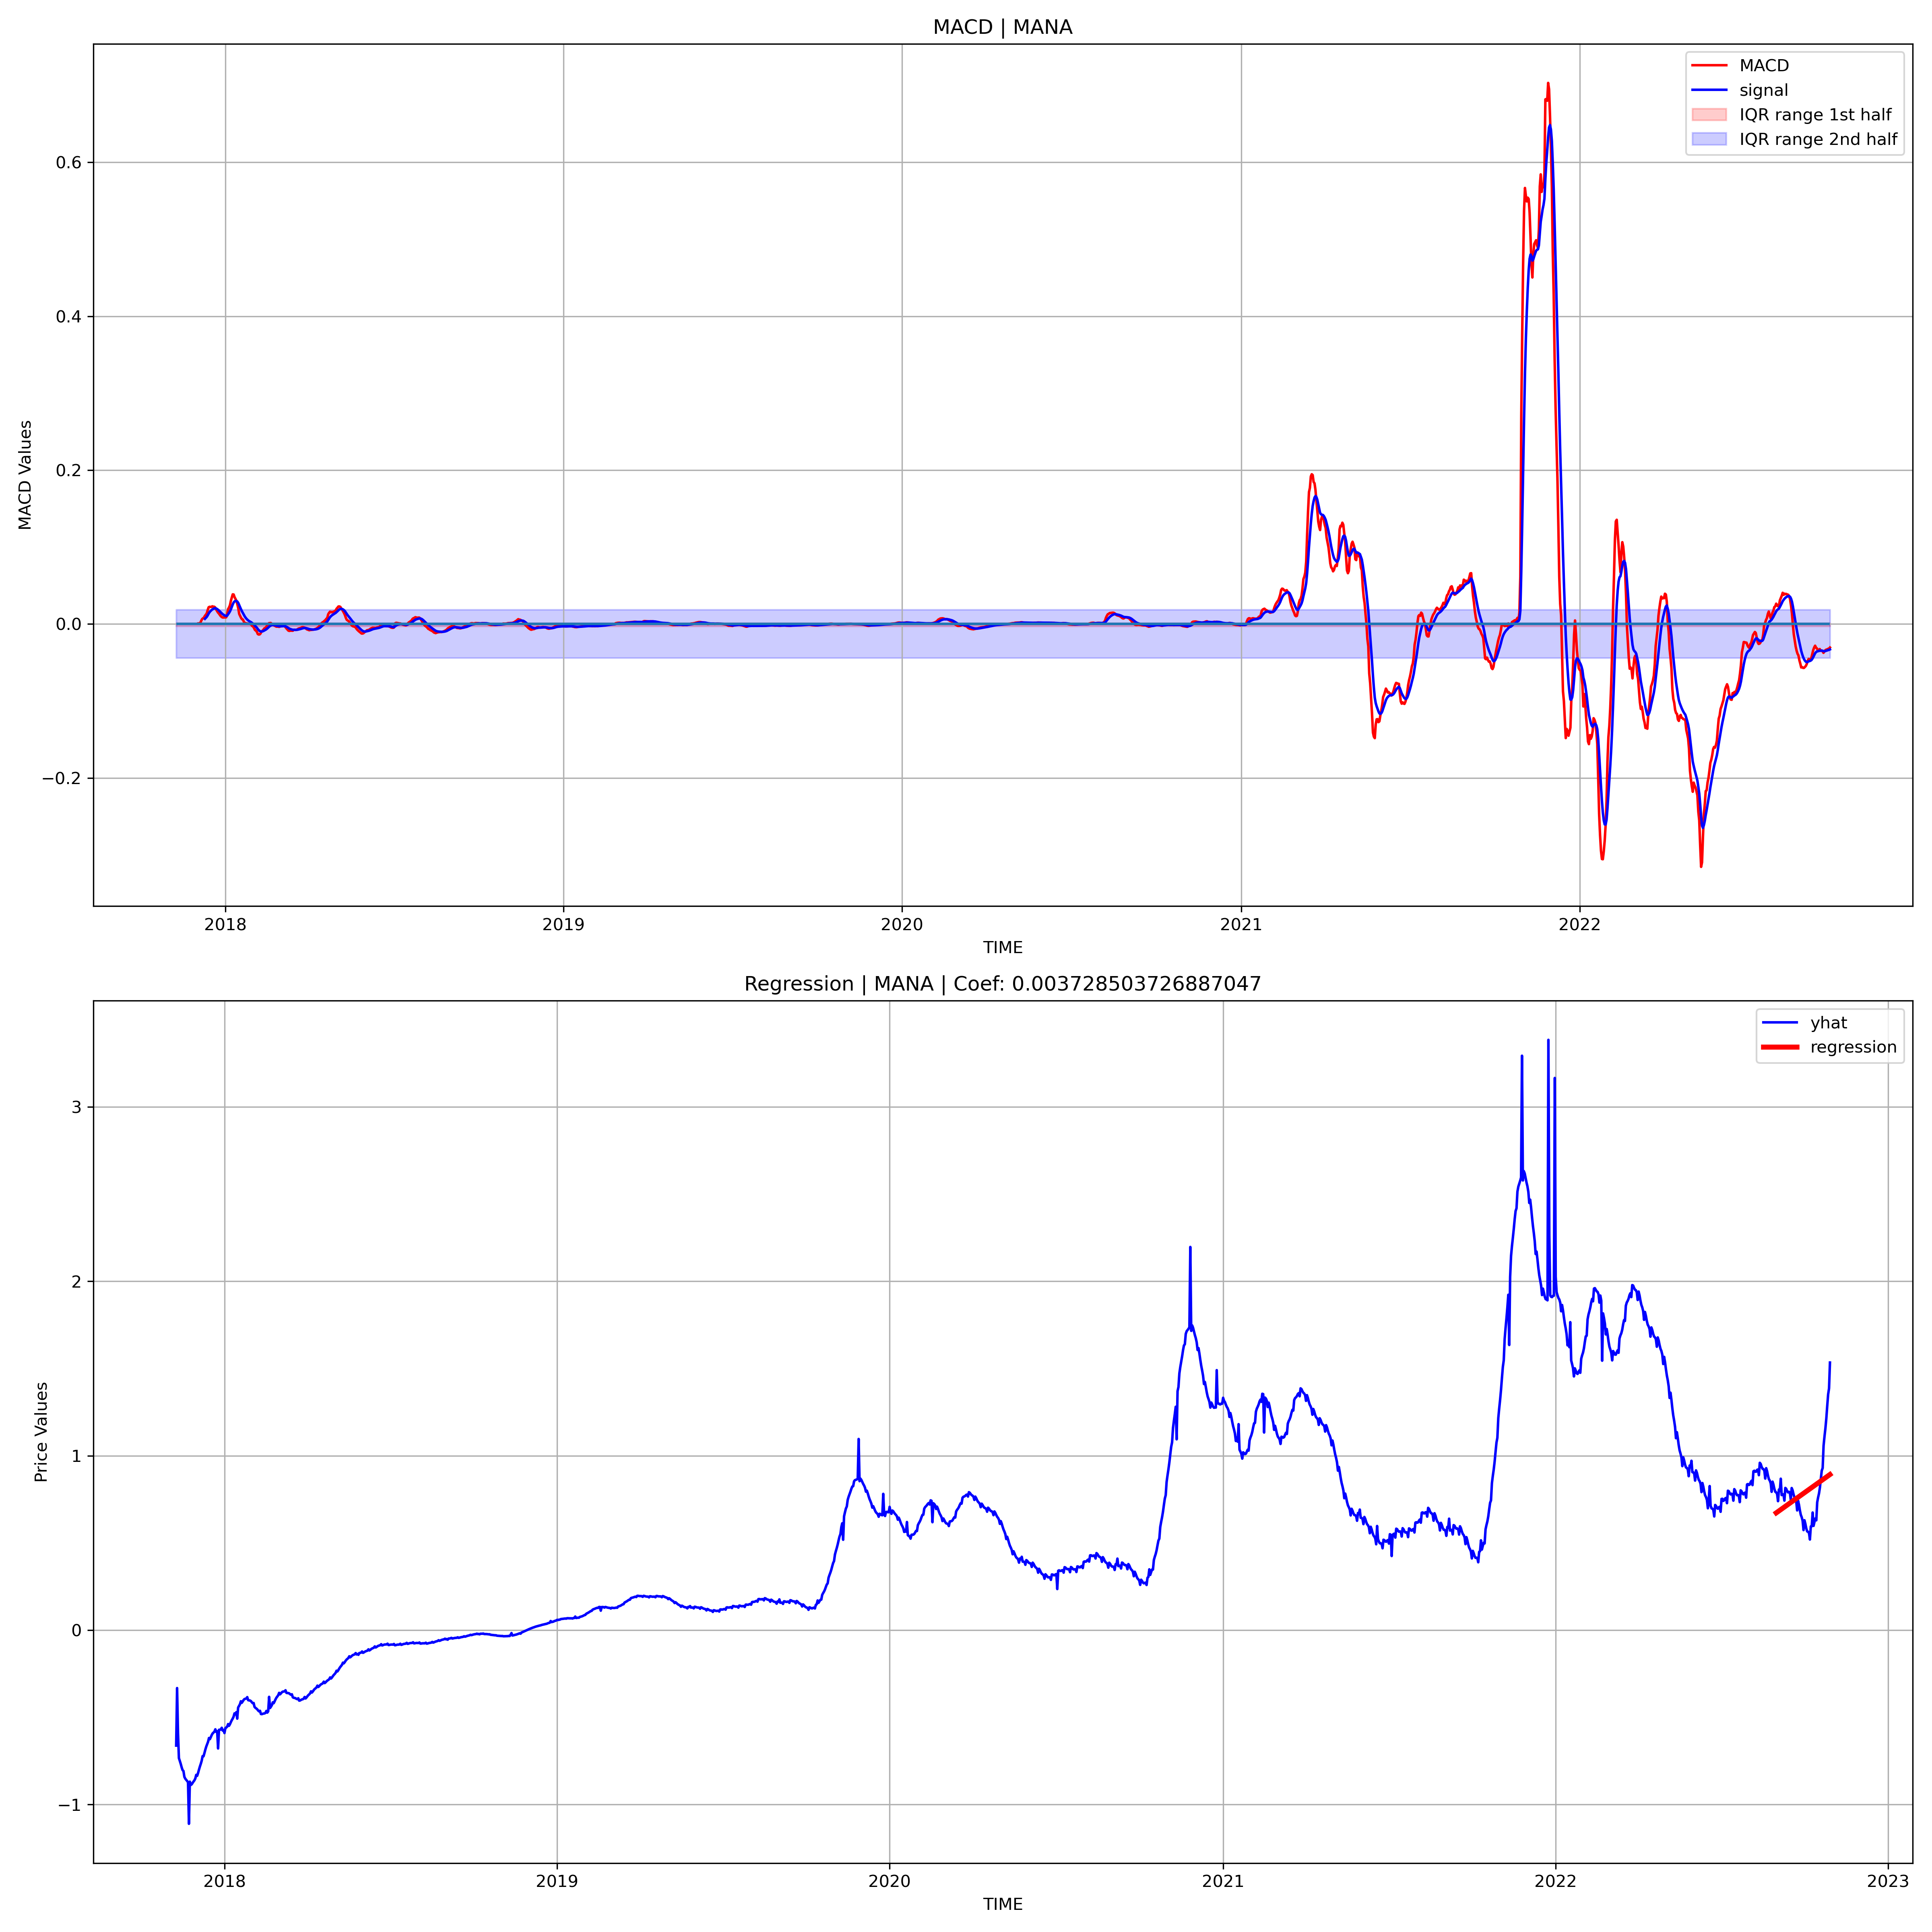 MACD | MANA
MACD
signal
IQR range 1st half
IQR range 2nd half
0.6
0.4
0.2
0.0
−0.2
MACD Values
2018 2019 2020 2021 2022
TIME
Regression | MANA | Coef: 0.003728503726887047
yhat
regression
3
2
1
0
−1
Price Values
2018 2019 2020 2021 2022 2023
TIME